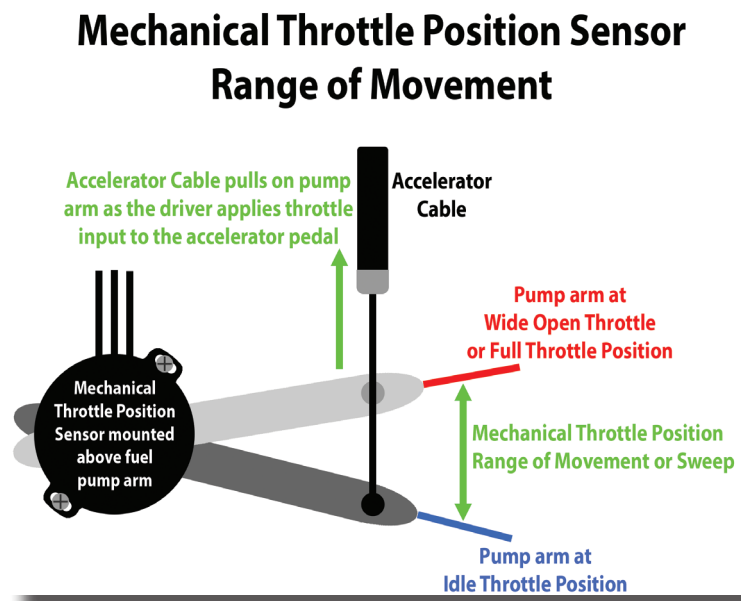 Mechanical Throttle Position Sensor
Range of Movement
Accelerator Cable pulls on pump
arm as the driver applies throttle
input to the accelerator pedal
Accelerator
Cable
Pump arm at
Wide Open Throttle
or Full Throttle Position
Mechanical
Throttle Position
Sensor mounted
above fuel
pump arm
Mechanical Throttle Position
Range of Movement or Sweep
Pump arm at
Idle Throttle Position